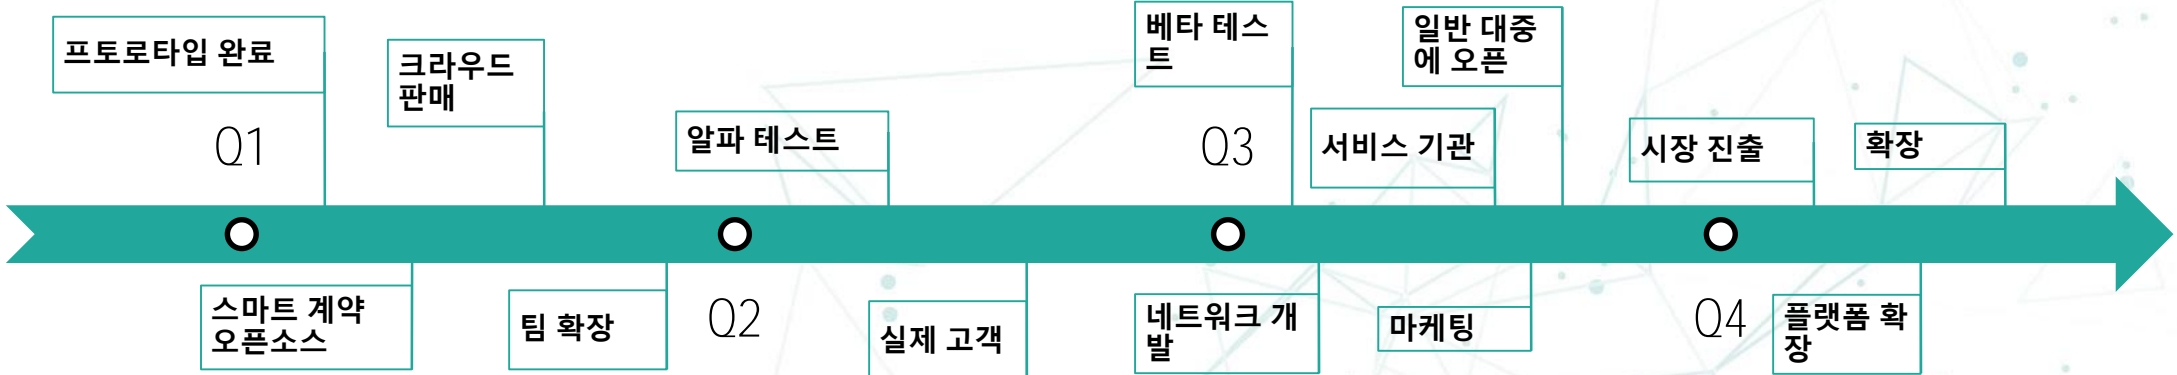 프토로타입 완료
크라우드
판매
Q1
알파 테스트
베타 테스
트
일반 대중
에 오픈
Q3
서비스 기관
시장 진출
확장
스마트 계약
오픈소스
팀 확장
Q2
실제 고객
네트워크 개
발
마케팅
Q4
플랫폼 확
장